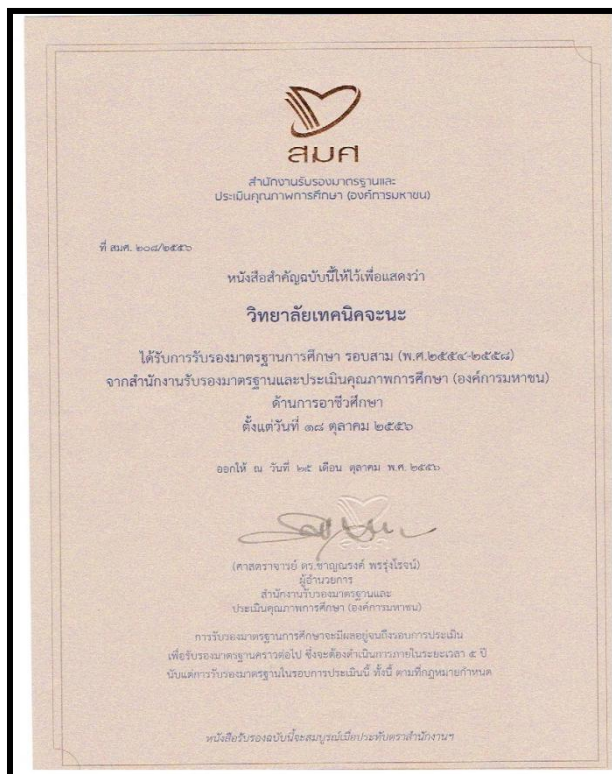 สมศ
สำนักงานรับรองมาตรฐานและ
ประเมินคุณภาพการศึกษา (องค์การมหาชน)
ที่ สมศ. ๒๐๘/๒๕๕๖
หนังสือสำคัญฉบับนี้ให้ไว้เพื่อแสดงว่า
วิทยาลัยเทคนิคจะนะ
ได้รับการรับรองมาตรฐานการศึกษา รอบสาม (พ.ศ.๒๕๕๔-๒๕๕๘)
จากสำนักงานรับรองมาตรฐานและประเมินคุณภาพการศึกษา (องค์การมหาชน)
ด้านการอาชีวศึกษา
ตั้งแต่วันที่ ๑๘ ตุลาคม ๒๕๕๖
ออกให้ ณ วันที่ ๒๕ เดือน ตุลาคม พ.ศ. ๒๕๕๖
(ศาสตราจารย์ ดร.ชาญณรงค์ พรรุ่งโรจน์)
ผู้อำนวยการ
สำนักงานรับรองมาตรฐานและ
ประเมินคุณภาพการศึกษา (องค์การมหาชน)
การรับรองมาตรฐานการศึกษาจะมีผลอยู่จนถึงรอบการประเมิน
เพื่อรับรองมาตรฐานคราวต่อไป ซึ่งจะต้องดำเนินการภายในระยะเวลา ๕ ปี
นับแต่การรับรองมาตรฐานในรอบการประเมินนี้ ทั้งนี้ ตามที่กฎหมายกำหนด
หนังสือรับรองฉบับนี้จะสมบูรณ์เมื่อประทับตราสำนักงานฯ